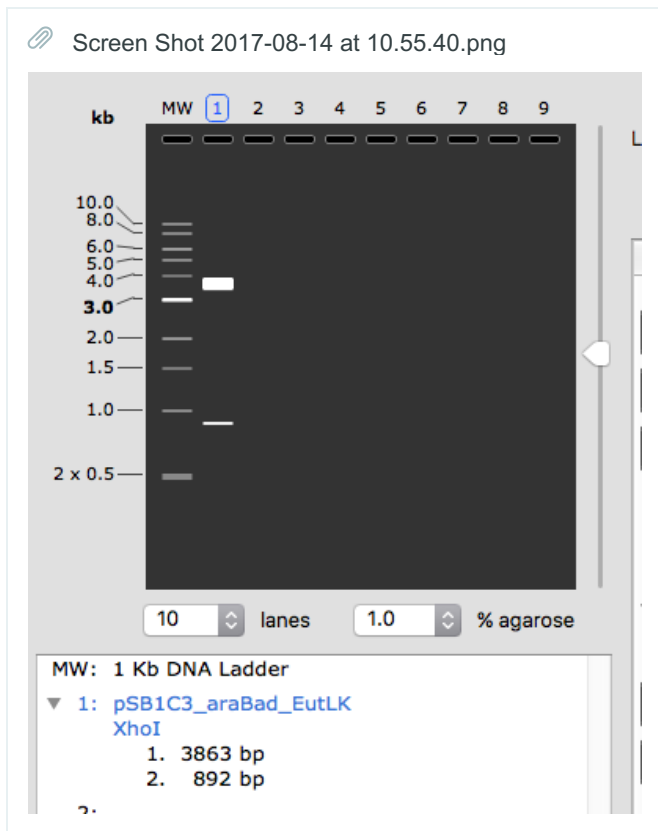 Screen Shot 2017-08-14 at 10.55.40.png
kb
MW 1 2 3 4 5 6 7 8 9
L
10.0
8.0
6.0
5.0
4.0
3.0
2.0
1.5
1.0
2 x 0.5
10 lanes 1.0 % agarose
MW: 1 Kb DNA Ladder
1: pSB1C3_araBad_EutLK
XhoI
1. 3863 bp
2. 892 bp
2: